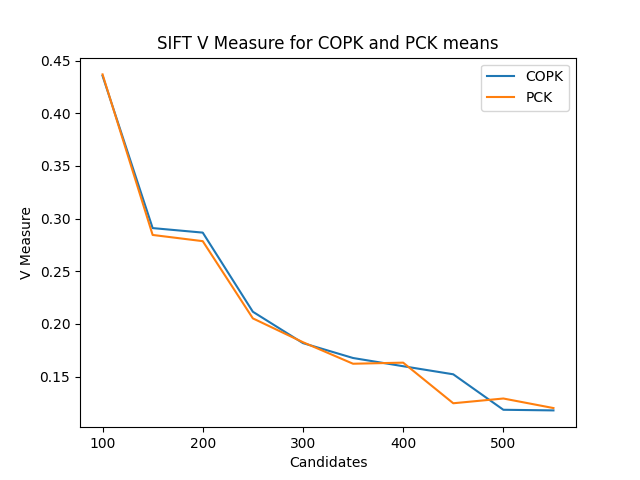 SIFT V Measure for COPK and PCK means
COPK
PCK
0.45
0.40
0.35
0.30
0.25
0.20
0.15
V Measure
100
200
300
400
500
Candidates